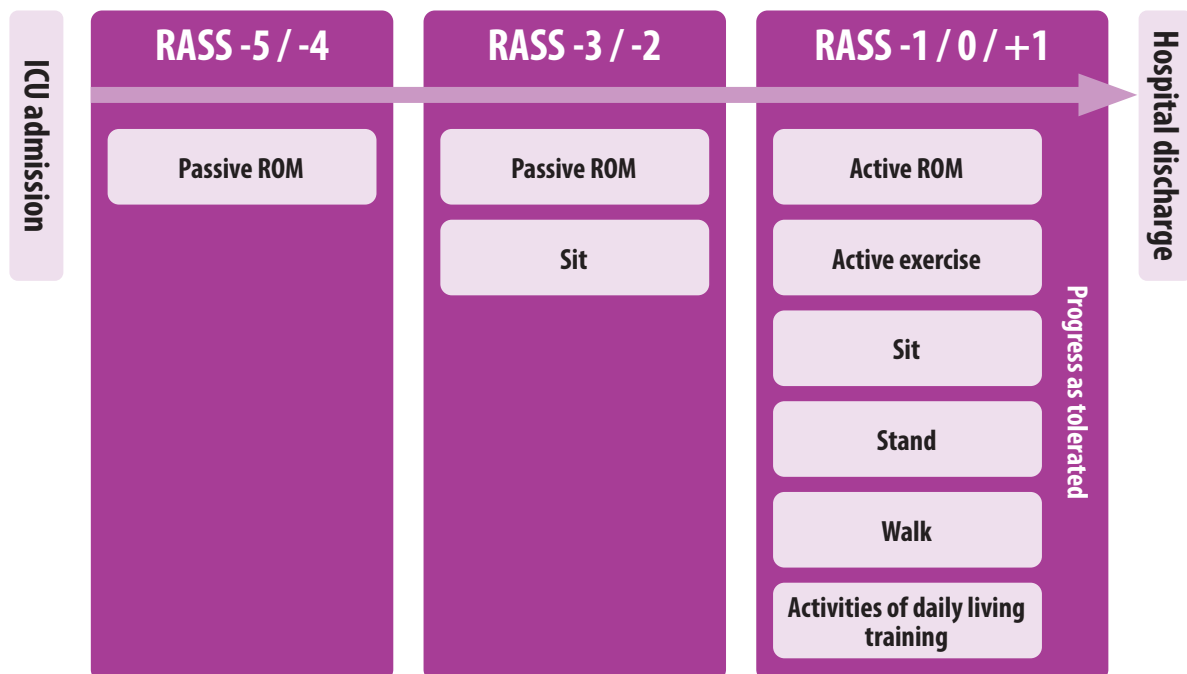 ICU admission
RASS -5 / -4
Passive ROM
RASS -3 / -2
Passive ROM
Sit
RASS -1 / 0 / +1
Active ROM
Active exercise
Sit
Stand
Walk
Activities of daily living
training
Progress as tolerated
Hospital discharge